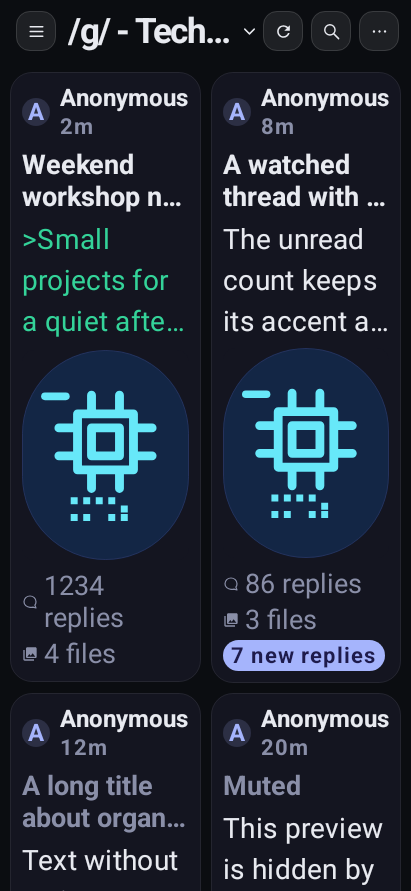 /g/ - Tech...
A Anonymous
2m
Weekend
workshop n...
>Small
projects for
a quiet afte...
1234
replies
4 files
A Anonymous
8m
A watched
thread with ...
The unread
count keeps
its accent a...
86 replies
3 files
7 new replies
A Anonymous
12m
A long title
about organ...
Text without
A Anonymous
20m
Muted
This preview
is hidden by